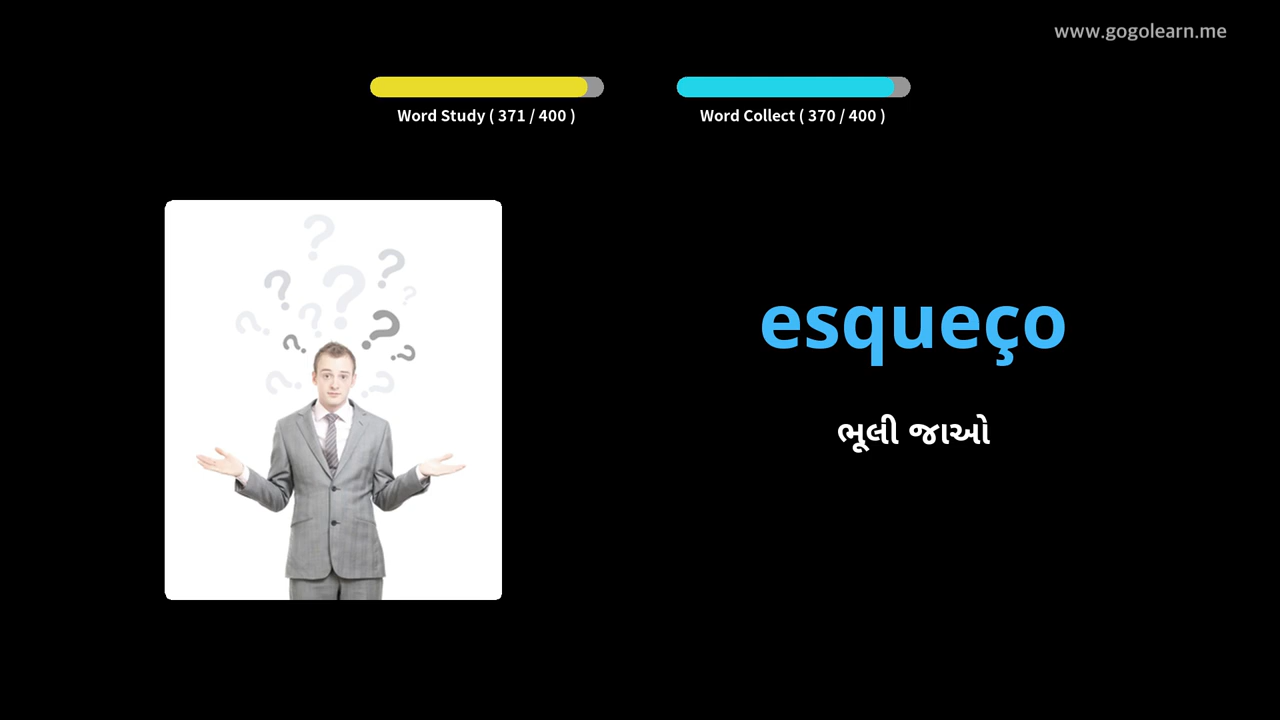 www.gogolearn.me
Word Study ( 371 / 400 )
Word Collect ( 370 / 400 )
esqueço
ભૂલી જાઓ